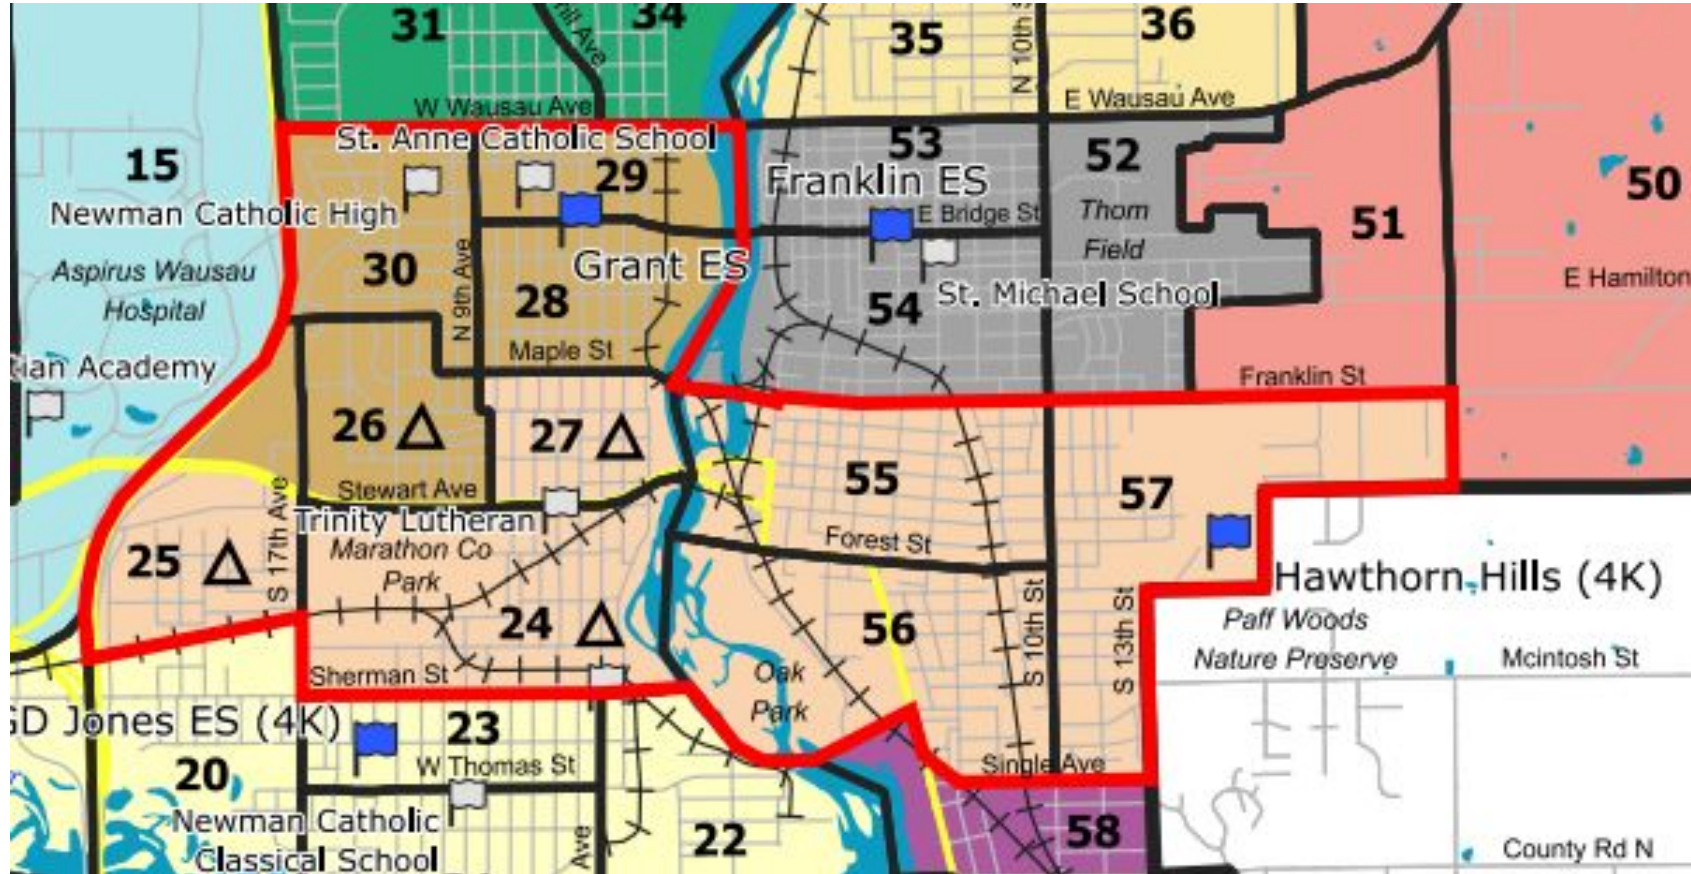 31
34
35
N 10th S
36
W Wausau Ave
E Wausau Ave
St. Anne Catholic School
53
52
15
29
Franklin ES
50
Newman Catholic High
E Bridge St
Thom
Field
51
30
N 9th Ave
Grant ES
Aspirus Wausau
Hospital
28
54
St. Michael School
E Hamilton
Maple St
tian Academy
Franklin St
26
27
55
57
Stewart Ave
S 17th Ave
Trinity Lutheran
Marathon Co
Park
Forest St
25
24
56
Hawthorn Hills (4K)
S 10th St
S 13th St
Paff Woods
Nature Preserve
Mcintosh St
Sherman St
Oak
Park
GD Jones ES (4K)
23
W Thomas St
Single Ave
20
Newman Catholic
Classical School
Ave
22
58
County Rd N